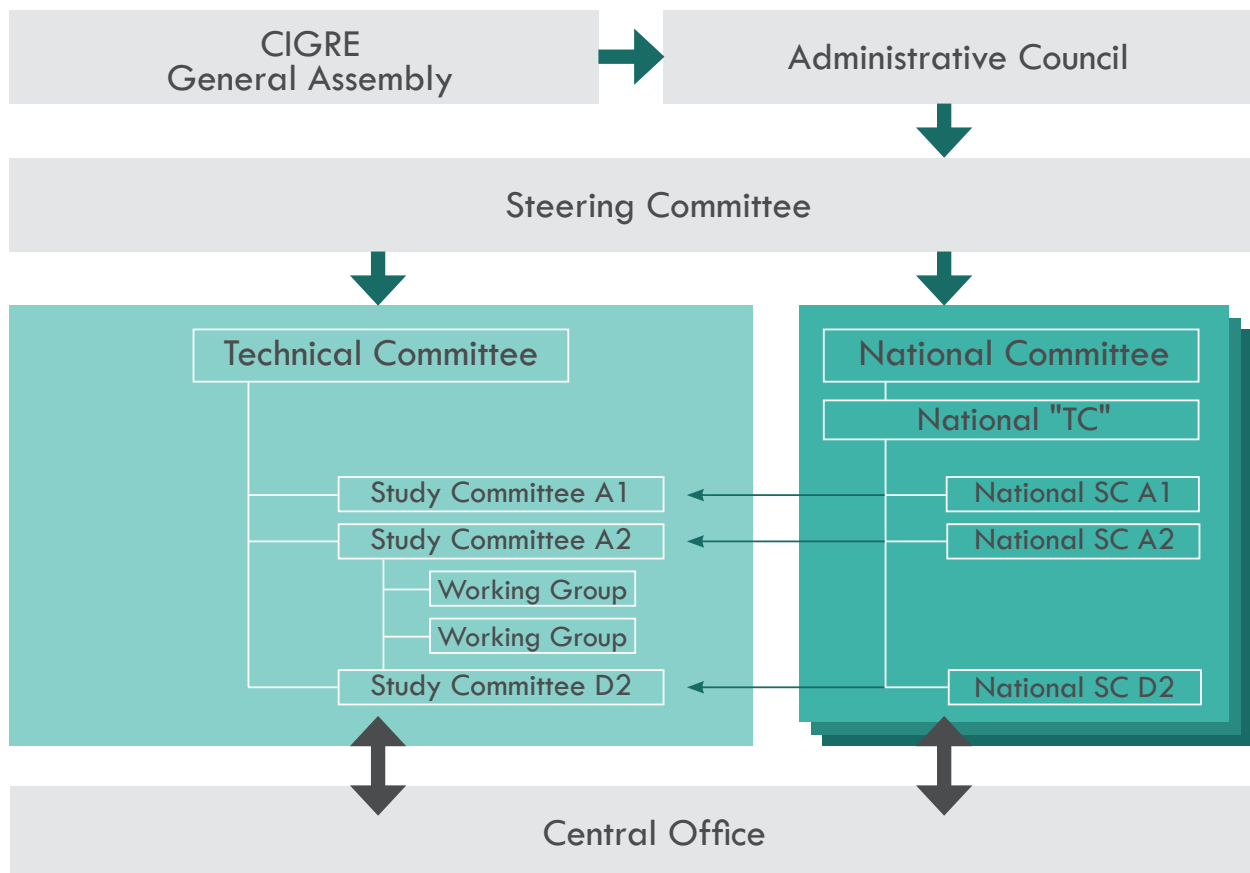 CIGRE
General Assembly
Administrative Council
Steering Committee
Technical Committee
Study Committee A1
Study Committee A2
Working Group
Working Group
Study Committee D2
National Committee
National "TC"
National SC A1
National SC A2
National SC D2
Central Office